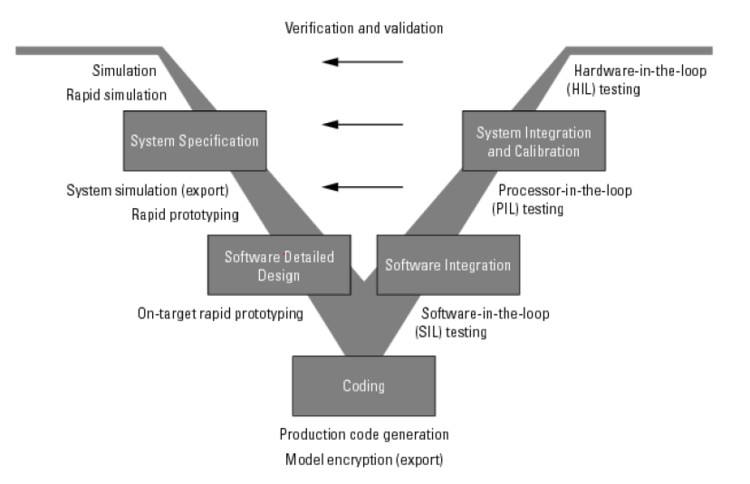 Verification and validation
Simulation
Rapid simulation
Hardware-in-the-loop
(HIL) testing
System Specification
System Integration
and Calibration
System simulation (export)
Rapid prototyping
Processor-in-the-loop
(PIL) testing
Software Detailed
Design
Software Integration
On-target rapid prototyping
Software-in-the-loop
(SIL) testing
Coding
Production code generation
Model encryption (export)